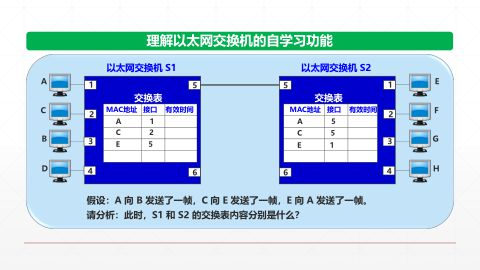 理解以太网交换机的自学习功能
以太网交换机 S1
以太网交换机 S2
A
1
5
5
1
E
交换表
交换表
MAC地址 接口 有效时间
MAC地址 接口 有效时间
C
2
A 1
A 5
2
F
C 2
C 5
B
3
E 5
E 1
3
G
D
4
6
6
4
H
假设：A 向 B 发送了一帧，C 向 E 发送了一帧，E 向 A 发送了一帧。
请分析：此时，S1 和 S2 的交换表内容分别是什么？